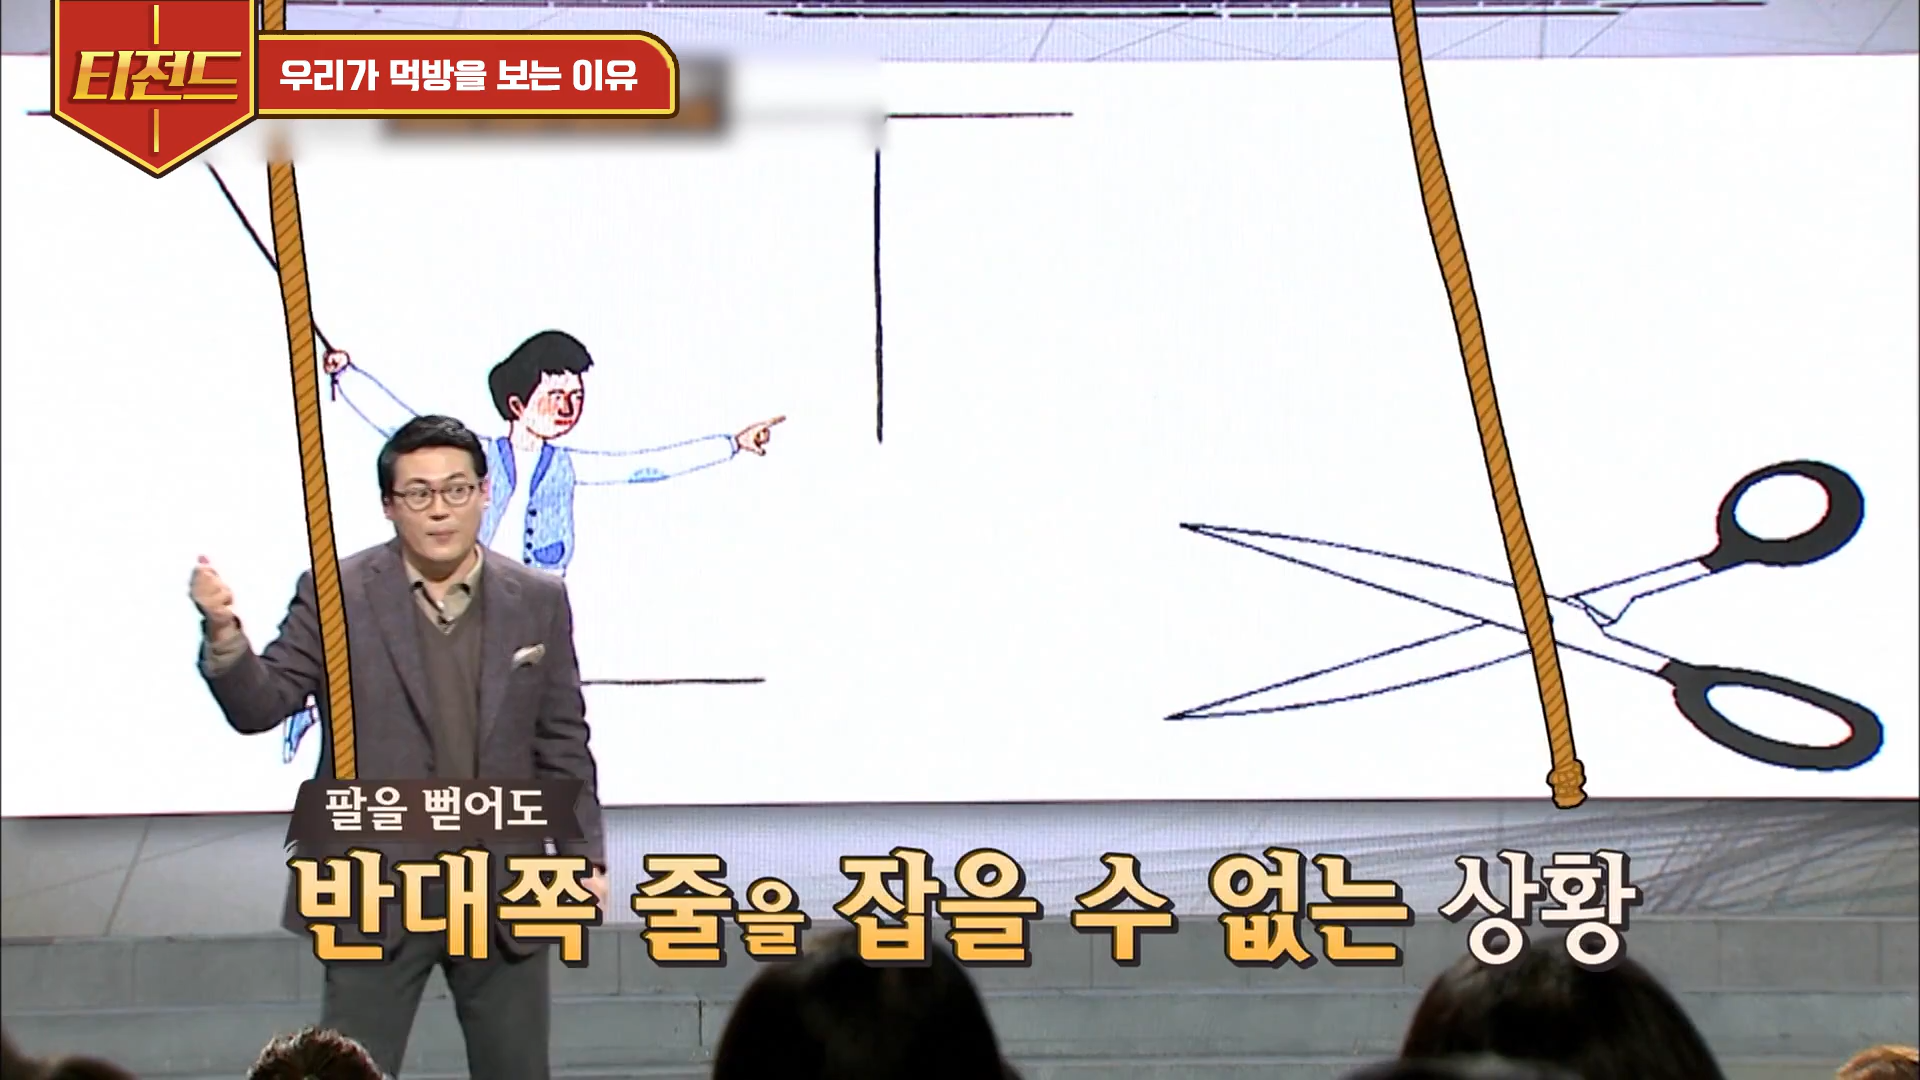 티전드
우리가 먹방을 보는 이유
팔을 뻗어도
반대쪽 줄을 잡을 수 없는 상황